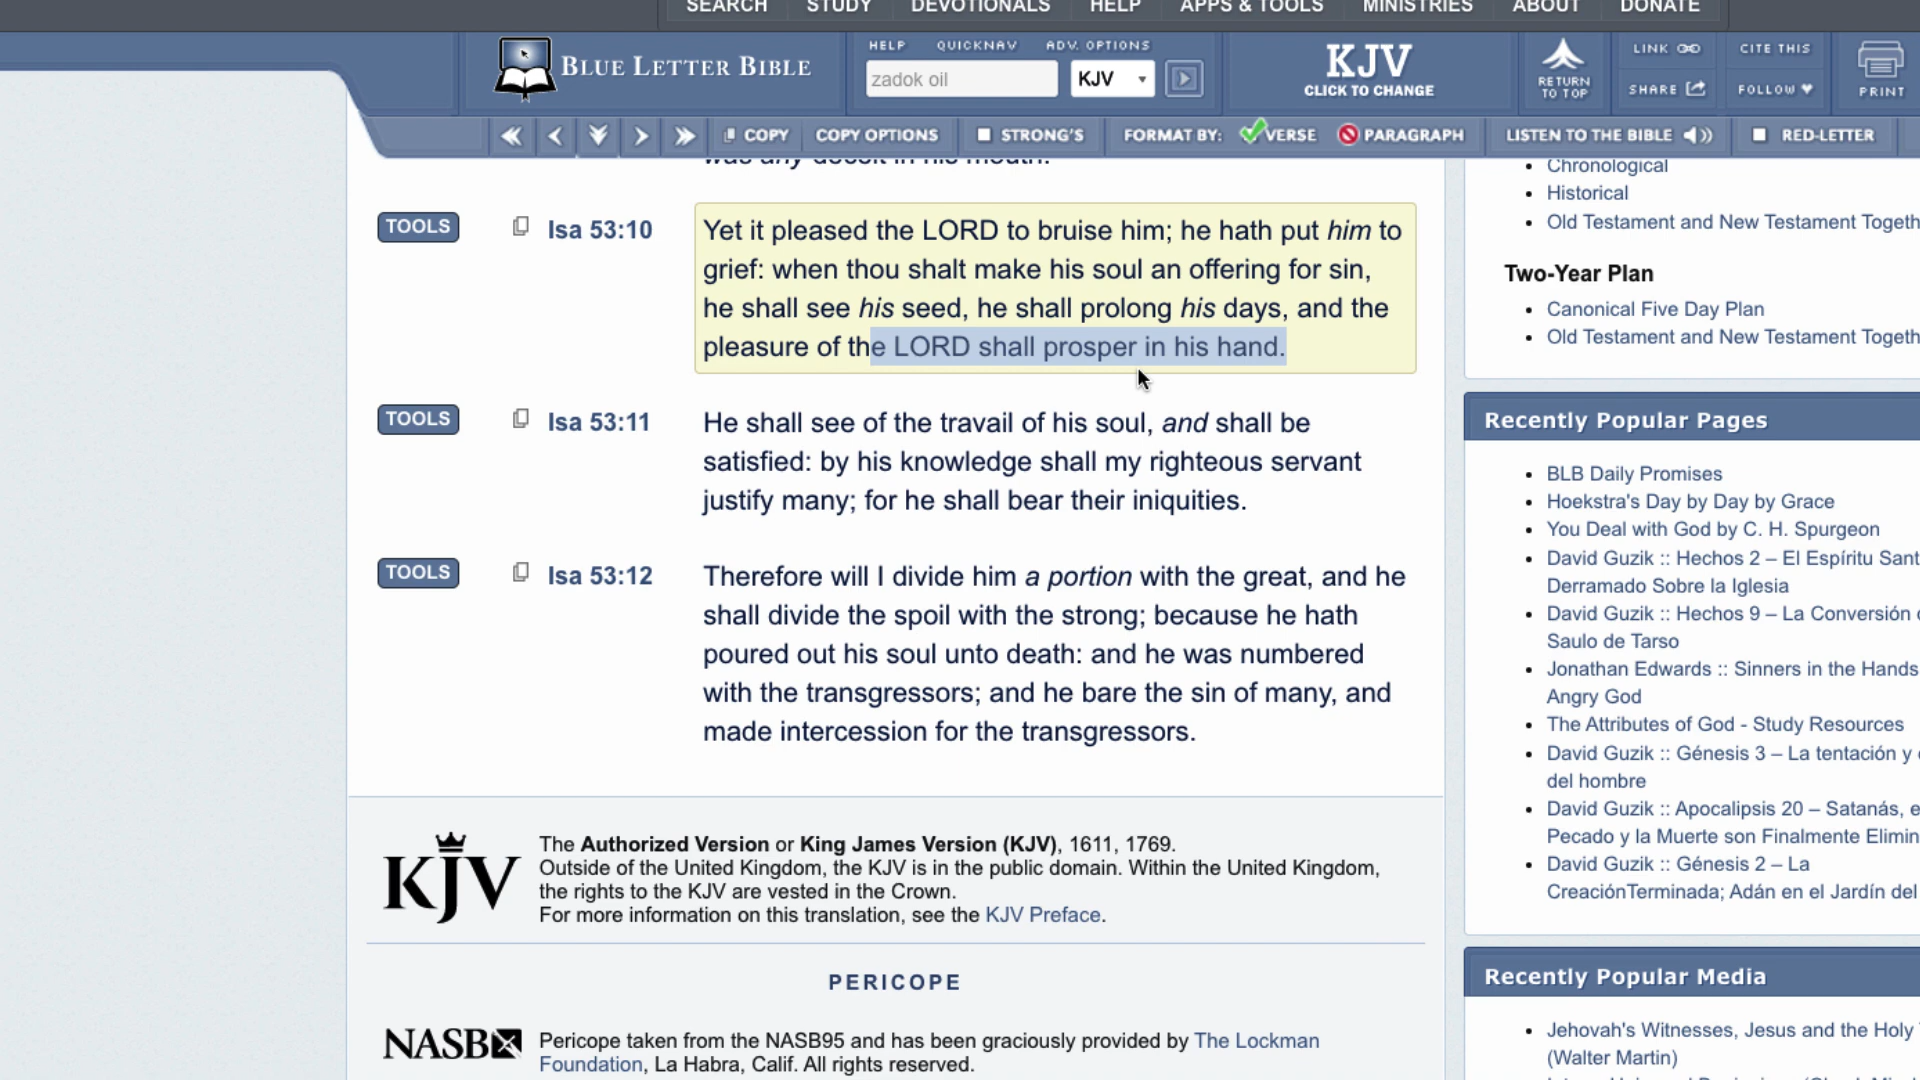 SEARCH STUDY DEVOTIONALS HELP APPS & TOOLS MINISTRIES ABOUT DONATE
BLUE LETTER BIBLE
HELP QUICKNAV ADV. OPTIONS
zadok oil KJV
KJV
CLICK TO CHANGE
RETURN
TO TOP
LINK
SHARE
CITE THIS
FOLLOW
PRINT
COPY COPY OPTIONS STRONG'S FORMAT BY: VERSE PARAGRAPH LISTEN TO THE BIBLE RED-LETTER
was any deceit in his mouth.
TOOLS Isa 53:10
Yet it pleased the LORD to bruise him; he hath put him to
grief: when thou shalt make his soul an offering for sin,
he shall see his seed, he shall prolong his days, and the
pleasure of the LORD shall prosper in his hand.
TOOLS Isa 53:11
He shall see of the travail of his soul, and shall be
satisfied: by his knowledge shall my righteous servant
justify many; for he shall bear their iniquities.
TOOLS Isa 53:12
Therefore will I divide him a portion with the great, and he
shall divide the spoil with the strong; because he hath
poured out his soul unto death: and he was numbered
with the transgressors; and he bare the sin of many, and
made intercession for the transgressors.
KJV
The Authorized Version or King James Version (KJV), 1611, 1769.
Outside of the United Kingdom, the KJV is in the public domain. Within the United Kingdom,
the rights to the KJV are vested in the Crown.
For more information on this translation, see the KJV Preface.
PERICOPE
NASB
Pericope taken from the NASB95 and has been graciously provided by The Lockman
Foundation, La Habra, Calif. All rights reserved.
Chronological
Historical
Old Testament and New Testament Togeth
Two-Year Plan
Canonical Five Day Plan
Old Testament and New Testament Togeth
Recently Popular Pages
BLB Daily Promises
Hoekstra's Day by Day by Grace
You Deal with God by C. H. Spurgeon
David Guzik :: Hechos 2 – El Espíritu Sant
Derramado Sobre la Iglesia
David Guzik :: Hechos 9 – La Conversión
Saulo de Tarso
Jonathan Edwards :: Sinners in the Hands
Angry God
The Attributes of God - Study Resources
David Guzik :: Génesis 3 – La tentación y
del hombre
David Guzik :: Apocalipsis 20 – Satanás, e
Pecado y la Muerte son Finalmente Elimin
David Guzik :: Génesis 2 – La
CreaciónTerminada; Adán en el Jardín del
Recently Popular Media
Jehovah's Witnesses, Jesus and the Holy
(Walter Martin)